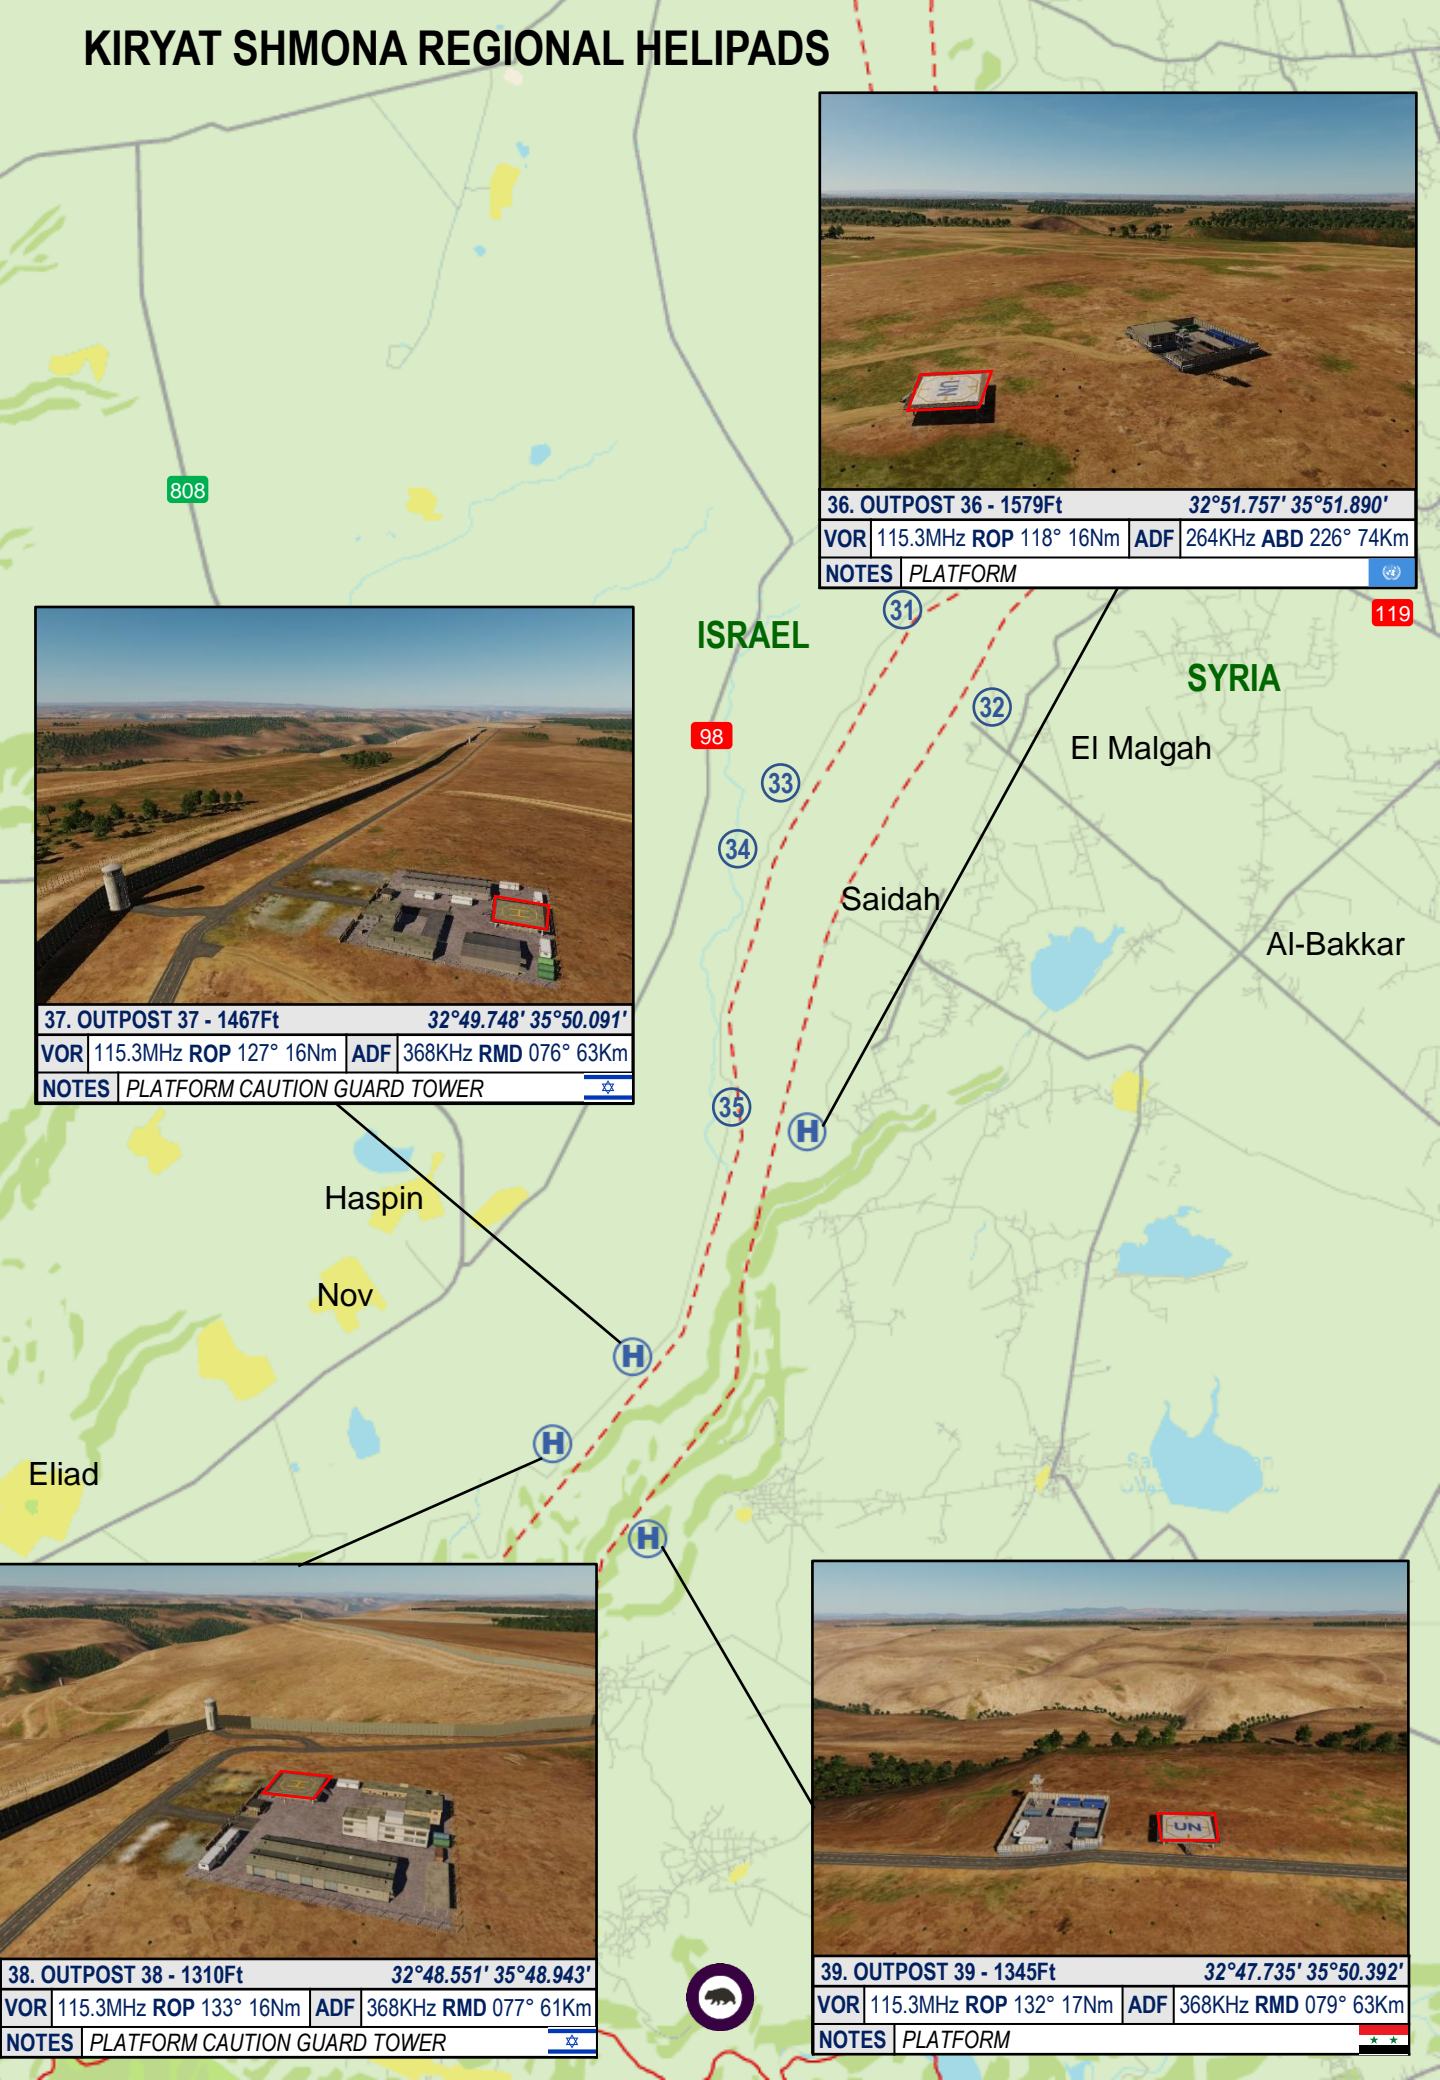 KIRYAT SHMONA REGIONAL HELIPADS
UN
36. OUTPOST 36 - 1579Ft 32°51.757' 35°51.890'
VOR 115.3MHz ROP 118° 16Nm ADF 264KHz ABD 226° 74Km
NOTES PLATFORM
808
31
119
ISRAEL
SYRIA
32
98
El Malgah
33
34
Saidah
Al-Bakkar
H
37. OUTPOST 37 - 1467Ft 32°49.748' 35°50.091'
VOR 115.3MHz ROP 127° 16Nm ADF 368KHz RMD 076° 63Km
NOTES PLATFORM CAUTION GUARD TOWER
35
H
Haspin
Nov
H
H
Eliad
H
H
UN
38. OUTPOST 38 - 1310Ft 32°48.551' 35°48.943'
VOR 115.3MHz ROP 133° 16Nm ADF 368KHz RMD 077° 61Km
NOTES PLATFORM CAUTION GUARD TOWER
39. OUTPOST 39 - 1345Ft 32°47.735' 35°50.392'
VOR 115.3MHz ROP 132° 17Nm ADF 368KHz RMD 079° 63Km
NOTES PLATFORM